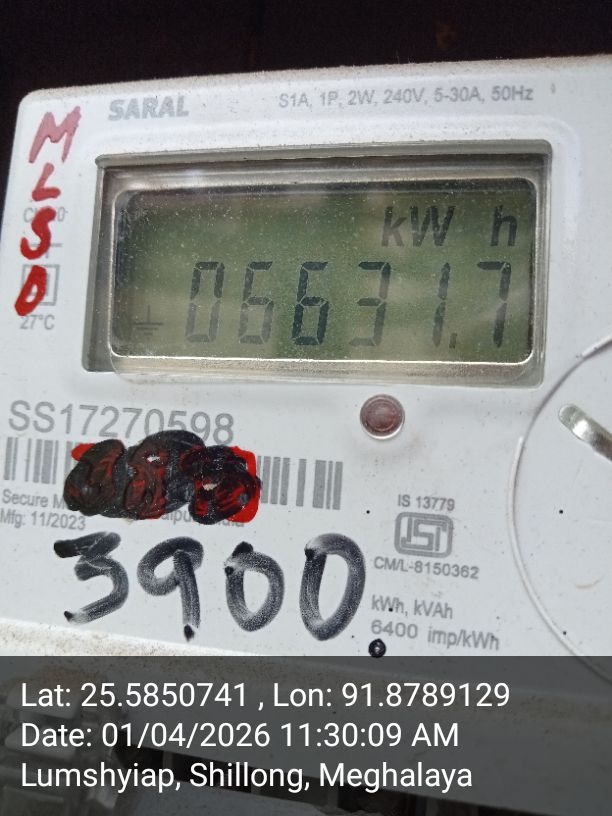 SARAL
S1A, 1P, 2W, 240V, 5-30A, 50Hz
MLSD
kW h
06631.7
27°C
SS17270598
Secure
Mfg: 11/2023
3900
IS 13779
ISI
CM/L-8150362
kWh, kVAh
6400 imp/kWh
Lat: 25.5850741 , Lon: 91.8789129
Date: 01/04/2026 11:30:09 AM
Lumshyiap, Shillong, Meghalaya